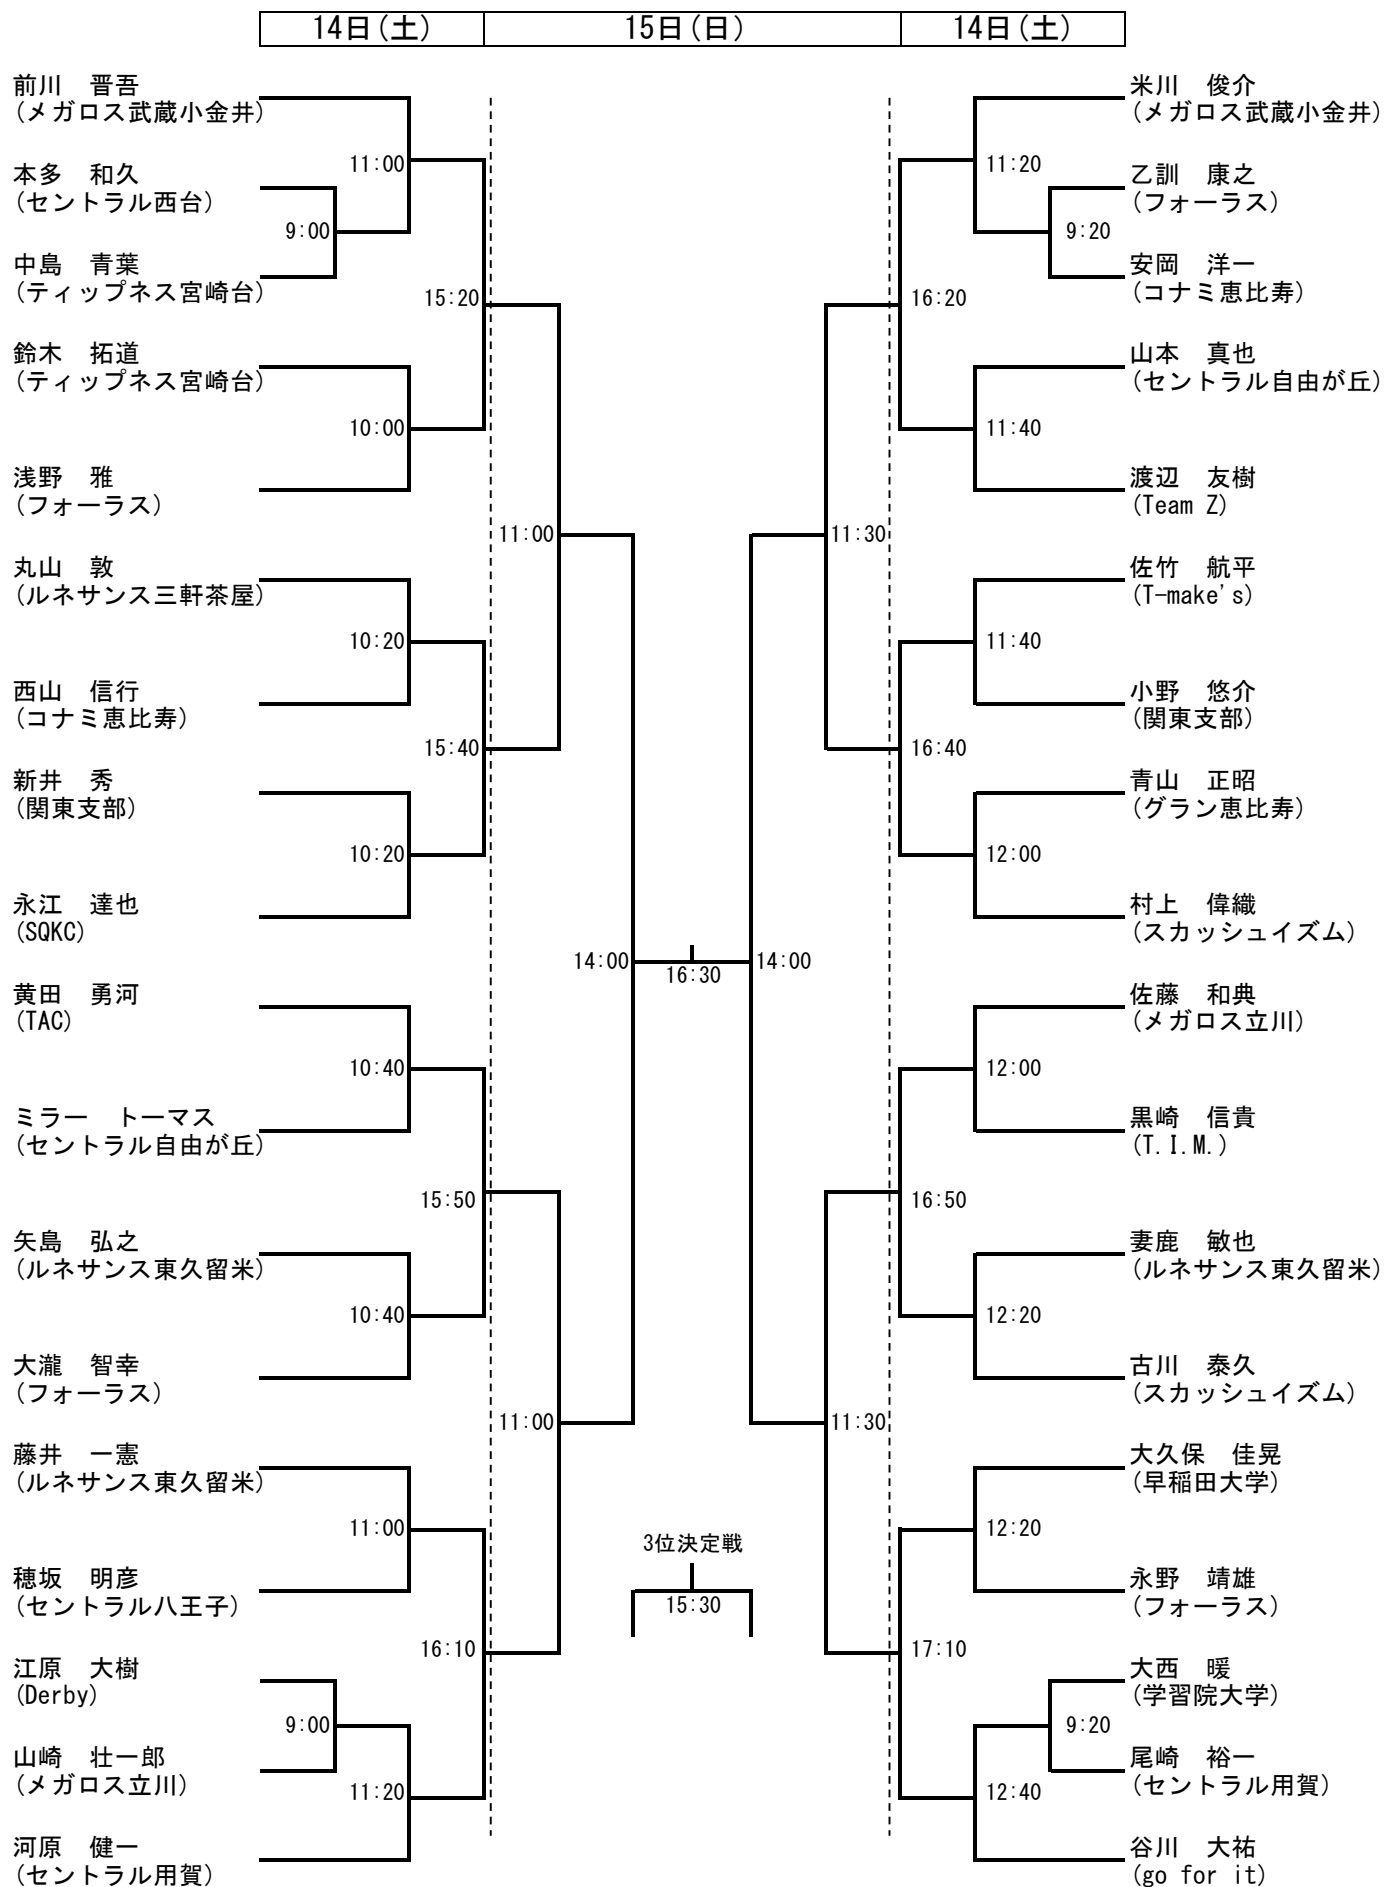 14日(土)
15日(日)
14日(土)
前川 晋吾
(メガロス武蔵小金井)
11:00
本多 和久
(セントラル西台)
9:00
中島 青葉
(ティップネス宮崎台)
15:20
鈴木 拓道
(ティップネス宮崎台)
10:00
浅野 雅
(フォーラス)
11:00
丸山 敦
(ルネサンス三軒茶屋)
10:20
西山 信行
(コナミ恵比寿)
15:40
新井 秀
(関東支部)
10:20
永江 達也
(SQKC)
14:00
黄田 勇河
(TAC)
10:40
ミラー トーマス
(セントラル自由が丘)
15:50
矢島 弘之
(ルネサンス東久留米)
10:40
大瀧 智幸
(フォーラス)
11:00
藤井 一憲
(ルネサンス東久留米)
11:00
穂坂 明彦
(セントラル八王子)
16:10
江原 大樹
(Derby)
9:00
山崎 壮一郎
(メガロス立川)
11:20
河原 健一
(セントラル用賀)
16:30
3位決定戦
15:30
米川 俊介
(メガロス武蔵小金井)
11:20
乙訓 康之
(フォーラス)
9:20
安岡 洋一
(コナミ恵比寿)
16:20
山本 真也
(セントラル自由が丘)
11:40
渡辺 友樹
(Team Z)
11:30
佐竹 航平
(T-make's)
11:40
小野 悠介
(関東支部)
16:40
青山 正昭
(グラン恵比寿)
12:00
村上 偉織
(スカッシュイズム)
14:00
佐藤 和典
(メガロス立川)
12:00
黒崎 信貴
(T.I.M.)
16:50
妻鹿 敏也
(ルネサンス東久留米)
12:20
古川 泰久
(スカッシュイズム)
11:30
大久保 佳晃
(早稲田大学)
12:20
永野 靖雄
(フォーラス)
17:10
大西 暖
(学習院大学)
9:20
尾崎 裕一
(セントラル用賀)
12:40
谷川 大祐
(go for it)